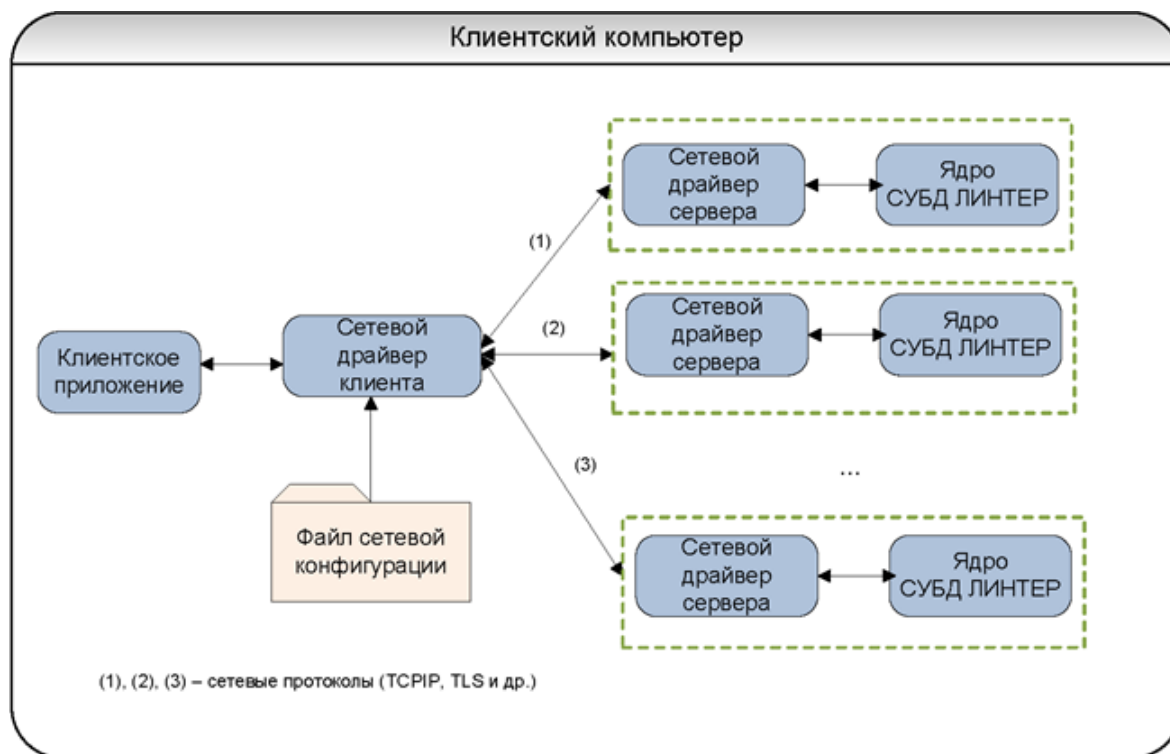 Клиентский компьютер
Сетевой
драйвер
сервера
Ядро
СУБД ЛИНТЕР
(1)
Сетевой
драйвер
сервера
Ядро
СУБД ЛИНТЕР
(2)
Клиентское
приложение
Сетевой
драйвер
клиента
(3)
...
Файл сетевой
конфигурации
Сетевой
драйвер
сервера
Ядро
СУБД ЛИНТЕР
(1), (2), (3) – сетевые протоколы (TCPIP, TLS и др.)